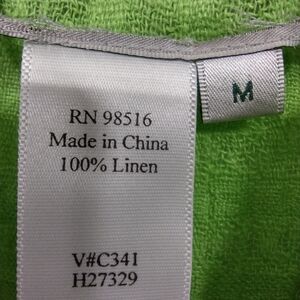 RN 98516
Made in China
100% Linen
V#C341
H27329
M